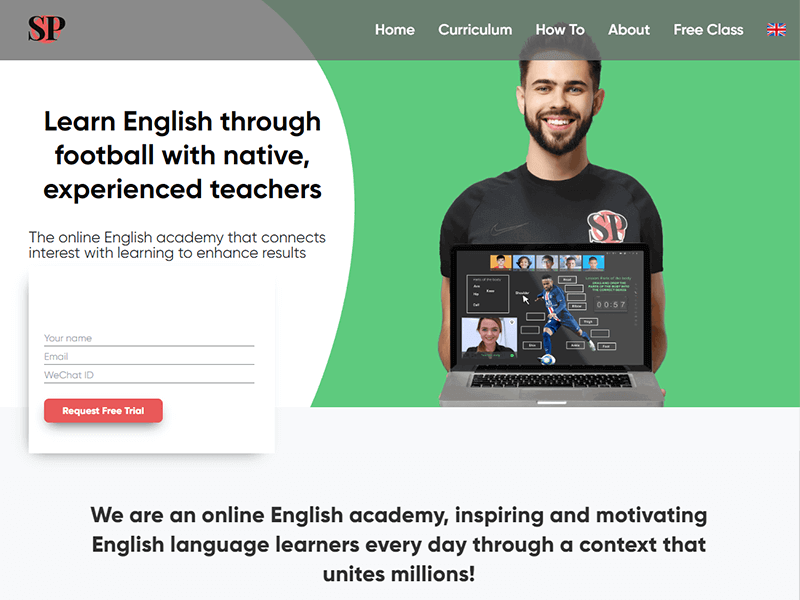 SP
Home Curriculum How To About Free Class
Learn English through
football with native,
experienced teachers
The online English academy that connects
interest with learning to enhance results
Your name
Email
WeChat ID
Request Free Trial
SP
Shoulder
00:57
We are an online English academy, inspiring and motivating
English language learners every day through a context that
unites millions!